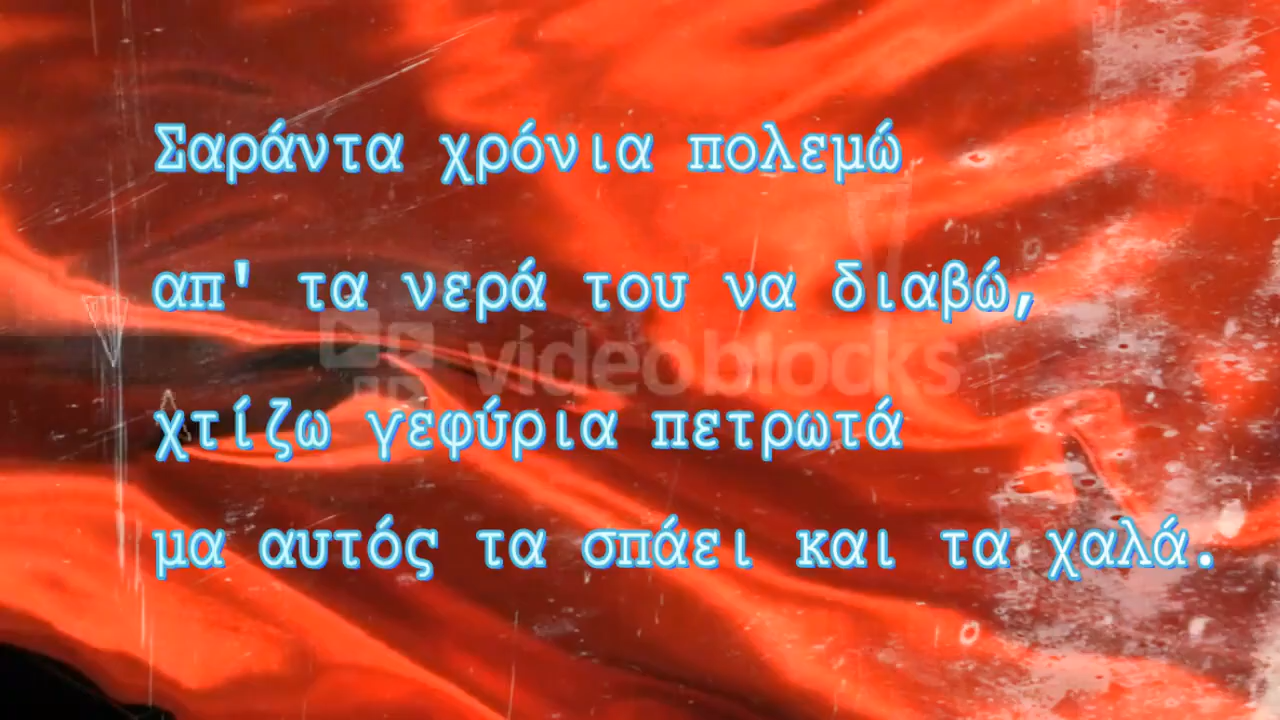 Σαράντα χρόνια πολεμώ
απ' τα νερά του να διαβώ,
videoblocks
χτίζω γεφύρια πετρωτά
μα αυτός τα σπάει και τα χαλά.